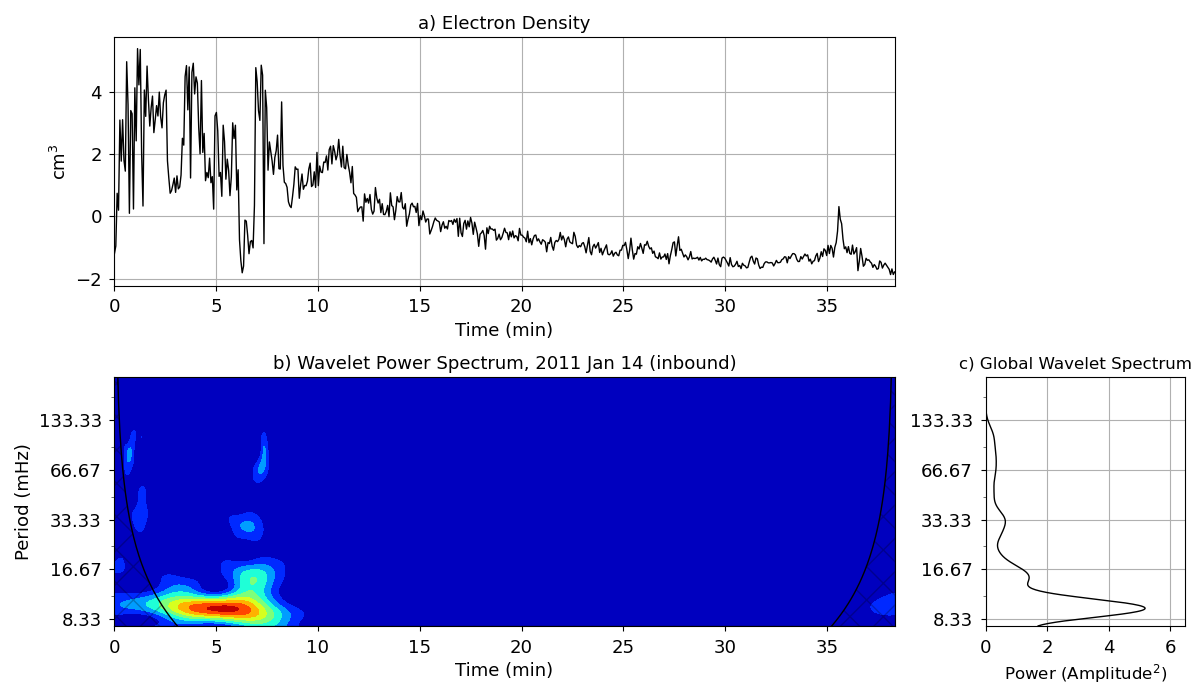 a) Electron Density
cm³
4
2
0
−2
0 5 10 15 20 25 30 35
Time (min)
b) Wavelet Power Spectrum, 2011 Jan 14 (inbound)
Period (mHz)
133.33
66.67
33.33
16.67
8.33
0 5 10 15 20 25 30 35
Time (min)
c) Global Wavelet Spectrum
133.33
66.67
33.33
16.67
8.33
0 2 4 6
Power (Amplitude²)